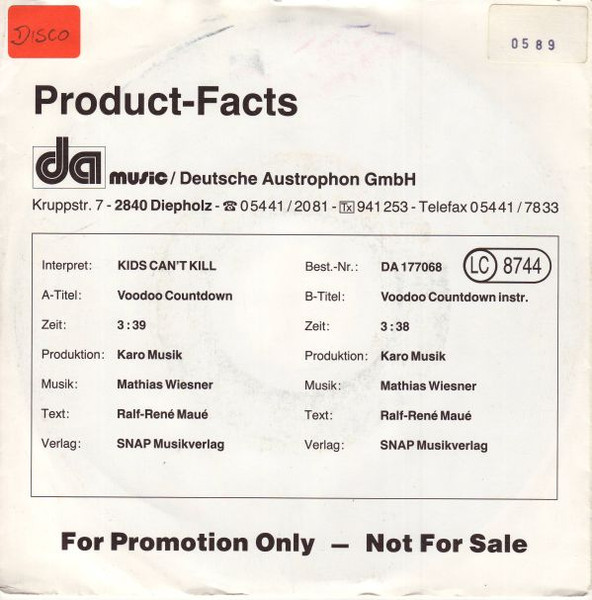 DISCO
0589
Product-Facts
da music / Deutsche Austrophon GmbH
Kruppstr. 7 - 2840 Diepholz - ☎ 05441/2081 - Tx 941253 - Telefax 05441/7833
Interpret: KIDS CAN'T KILL Best.-Nr.: DA 177068 LC 8744
A-Titel: Voodoo Countdown B-Titel: Voodoo Countdown instr.
Zeit: 3:39 Zeit: 3:38
Produktion: Karo Musik Produktion: Karo Musik
Musik: Mathias Wiesner Musik: Mathias Wiesner
Text: Ralf-René Maué Text: Ralf-René Maué
Verlag: SNAP Musikverlag Verlag: SNAP Musikverlag
For Promotion Only – Not For Sale